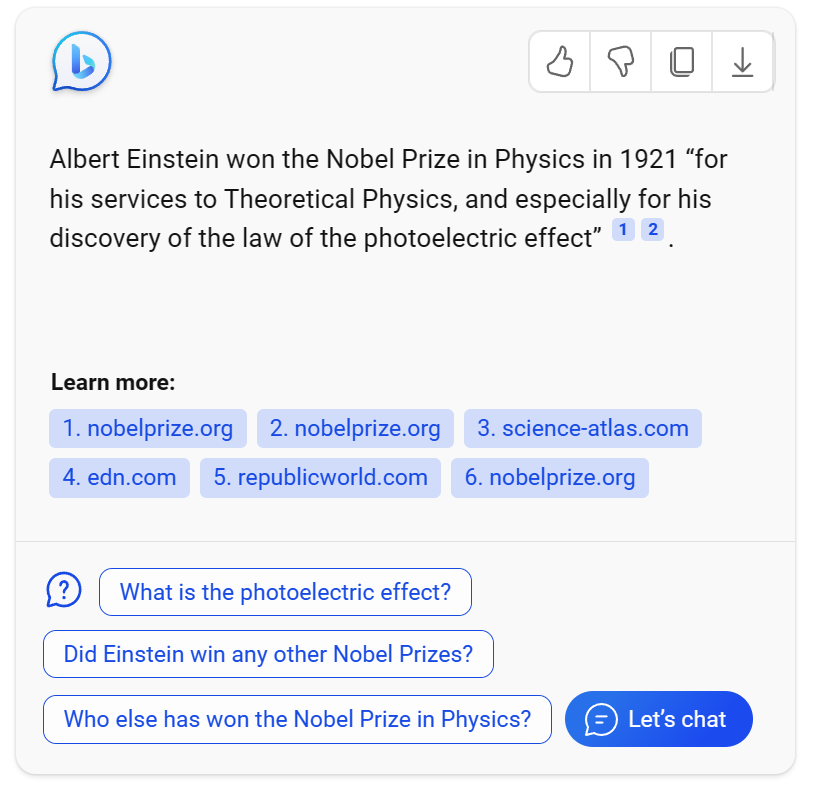 Albert Einstein won the Nobel Prize in Physics in 1921 “for
his services to Theoretical Physics, and especially for his
discovery of the law of the photoelectric effect” 1 2 .
Learn more:
1. nobelprize.org 2. nobelprize.org 3. science-atlas.com
4. edn.com 5. republicworld.com 6. nobelprize.org
What is the photoelectric effect?
Did Einstein win any other Nobel Prizes?
Who else has won the Nobel Prize in Physics? Let’s chat